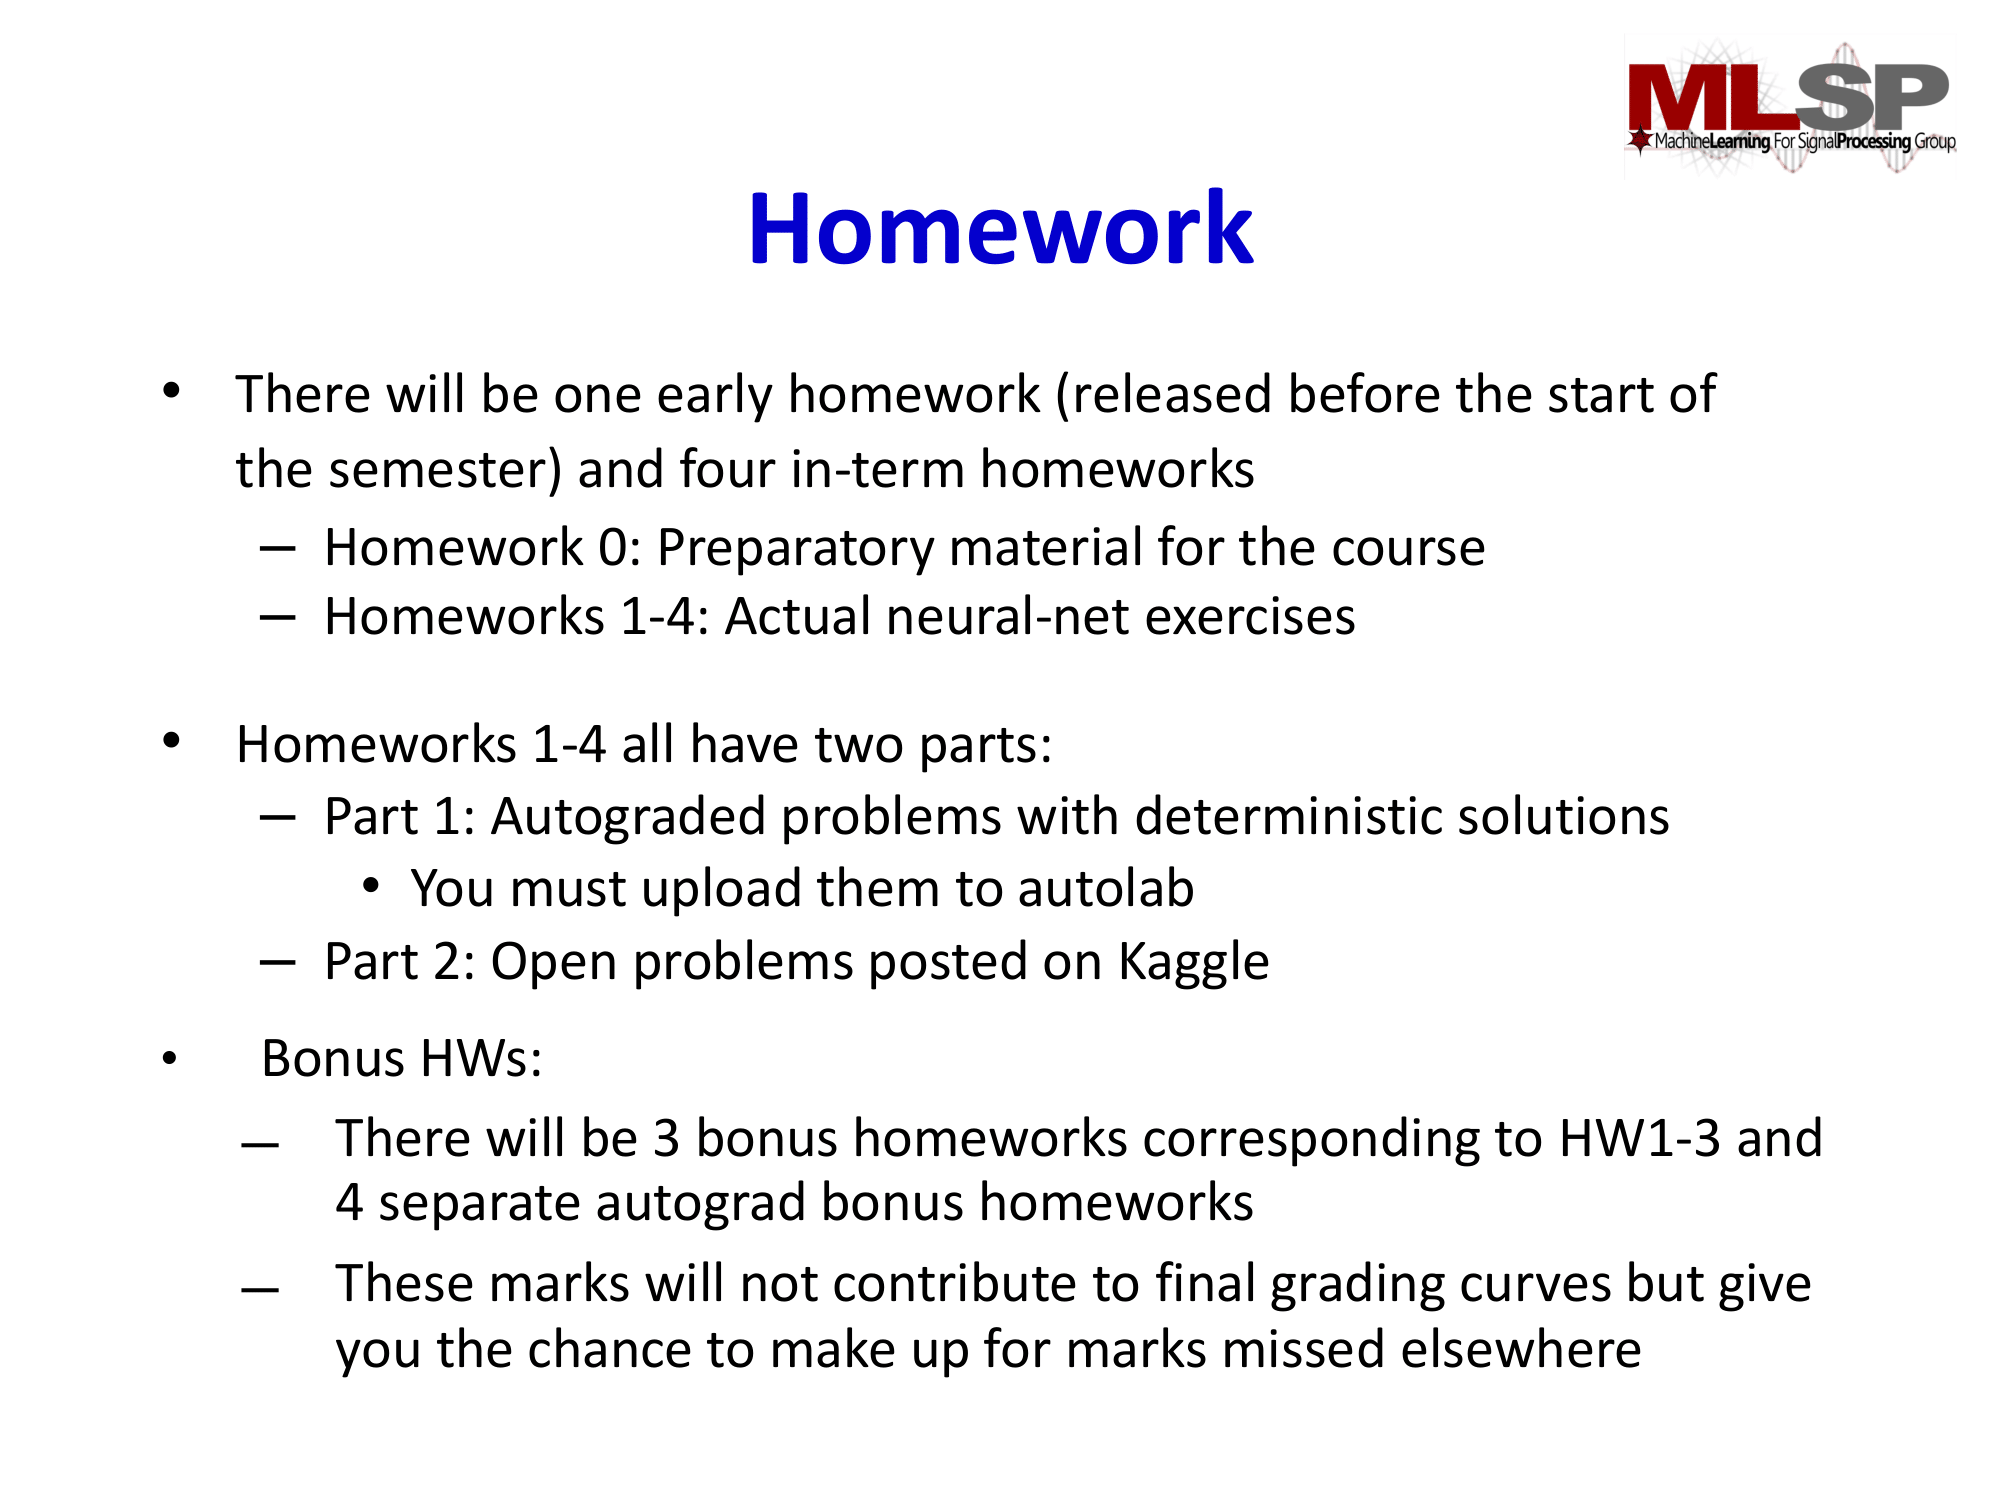 MLSP
MachineLearning For SignalProcessing Group
Homework
• There will be one early homework (released before the start of
the semester) and four in-term homeworks
– Homework 0: Preparatory material for the course
– Homeworks 1-4: Actual neural-net exercises
• Homeworks 1-4 all have two parts:
– Part 1: Autograded problems with deterministic solutions
• You must upload them to autolab
– Part 2: Open problems posted on Kaggle
• Bonus HWs:
– There will be 3 bonus homeworks corresponding to HW1-3 and
4 separate autograd bonus homeworks
– These marks will not contribute to final grading curves but give
you the chance to make up for marks missed elsewhere